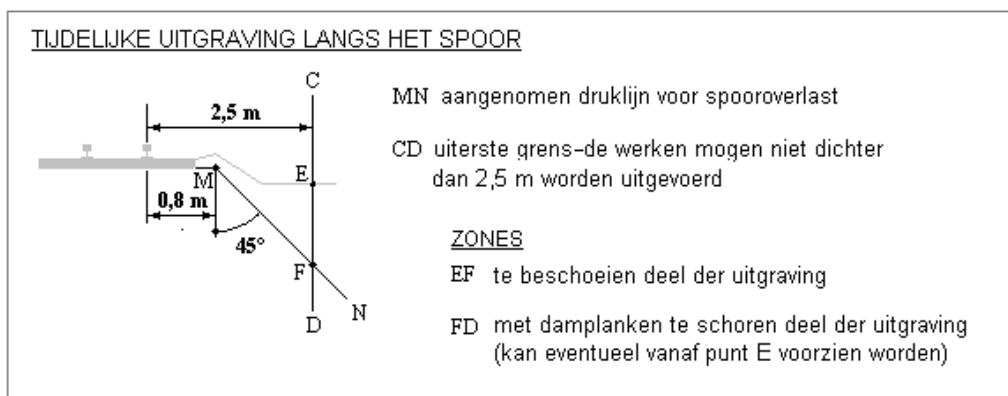 TIJDELIJKE UITGRAVING LANGS HET SPOOR
C
2,5 m
M
E
0,8 m
45°
F
N
D
MN aangenomen druklijn voor spooroverlast
CD uiterste grens-de werken mogen niet dichter
dan 2,5 m worden uitgevoerd
ZONES
EF te beschoeien deel der uitgraving
FD met damplanken te schoren deel der uitgraving
(kan eventueel vanaf punt E voorzien worden)